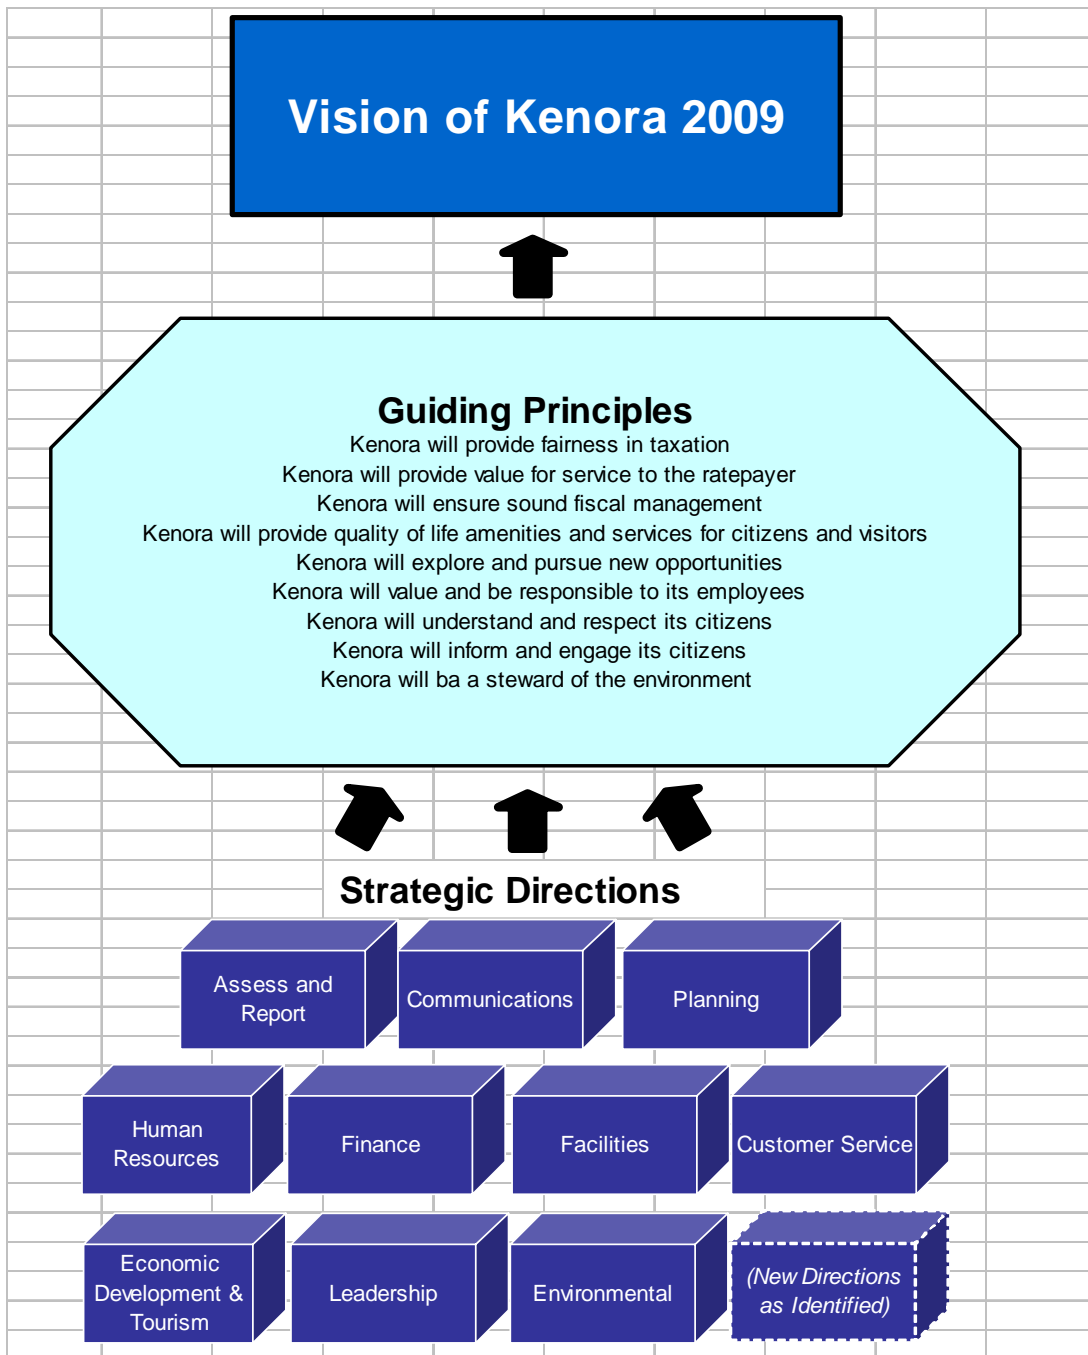 Vision of Kenora 2009
Guiding Principles
Kenora will provide fairness in taxation
Kenora will provide value for service to the ratepayer
Kenora will ensure sound fiscal management
Kenora will provide quality of life amenities and services for citizens and visitors
Kenora will explore and pursue new opportunities
Kenora will value and be responsible to its employees
Kenora will understand and respect its citizens
Kenora will inform and engage its citizens
Kenora will ba a steward of the environment
Strategic Directions
Assess and
Report
Communications
Planning
Human
Resources
Finance
Facilities
Customer Service
Economic
Development &
Tourism
Leadership
Environmental
(New Directions
as Identified)